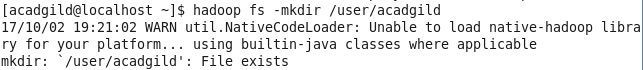 [acadgild@localhost ~]$ hadoop fs -mkdir /user/acadgild
17/10/02 19:21:02 WARN util.NativeCodeLoader: Unable to load native-hadoop libra
ry for your platform... using builtin-java classes where applicable
mkdir: `/user/acadgild': File exists